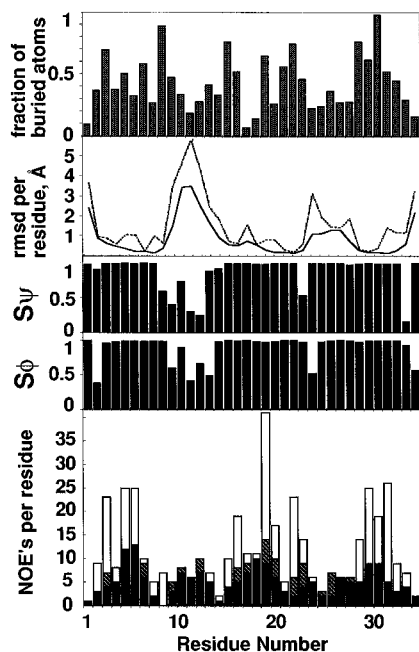 fraction of
buried atoms
1
0.5
0
rmsd per
residue, Å
5
4
3
2
1
Sψ
1
0.5
0
Sϕ
1
0.5
0
NOE's per residue
35
30
25
20
15
10
5
0
1 10 20 30
Residue Number